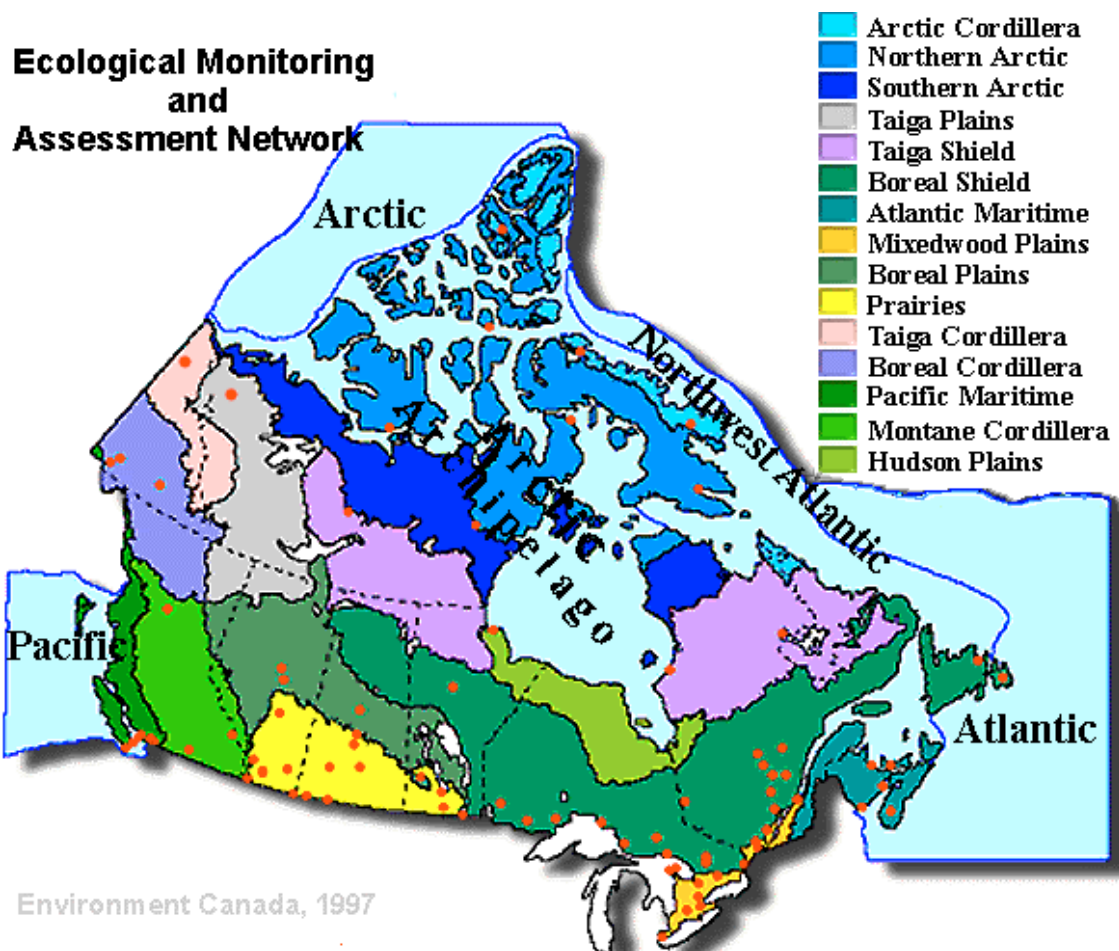 Ecological Monitoring
and
Assessment Network
Arctic Cordillera
Northern Arctic
Southern Arctic
Taiga Plains
Taiga Shield
Boreal Shield
Atlantic Maritime
Mixedwood Plains
Boreal Plains
Prairies
Taiga Cordillera
Boreal Cordillera
Pacific Maritime
Montane Cordillera
Hudson Plains
Arctic
Northwest Atlantic
Arctic
Archipelago
Pacific
Atlantic
Environment Canada, 1997